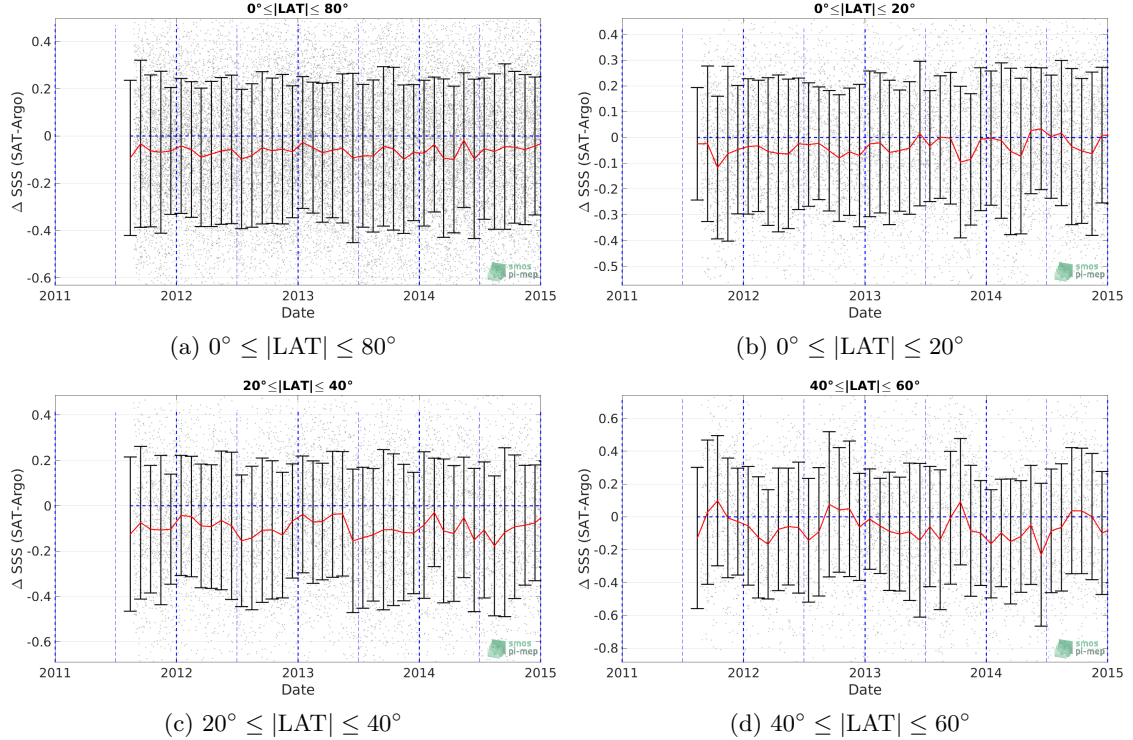 0°≤|LAT|≤ 80°
Δ SSS (SAT-Argo)
0.4
0.2
0
-0.2
-0.4
-0.6
2011
2012
2013
2014
2015
Date
smos
pi-mep
(a) 0° ≤ |LAT| ≤ 80°
0°≤|LAT|≤ 20°
Δ SSS (SAT-Argo)
0.4
0.3
0.2
0.1
0
-0.1
-0.2
-0.3
-0.4
-0.5
2011
2012
2013
2014
2015
Date
smos
pi-mep
(b) 0° ≤ |LAT| ≤ 20°
20°≤|LAT|≤ 40°
Δ SSS (SAT-Argo)
0.4
0.2
0
-0.2
-0.4
-0.6
2011
2012
2013
2014
2015
Date
smos
pi-mep
(c) 20° ≤ |LAT| ≤ 40°
40°≤|LAT|≤ 60°
Δ SSS (SAT-Argo)
0.6
0.4
0.2
0
-0.2
-0.4
-0.6
-0.8
2011
2012
2013
2014
2015
Date
smos
pi-mep
(d) 40° ≤ |LAT| ≤ 60°